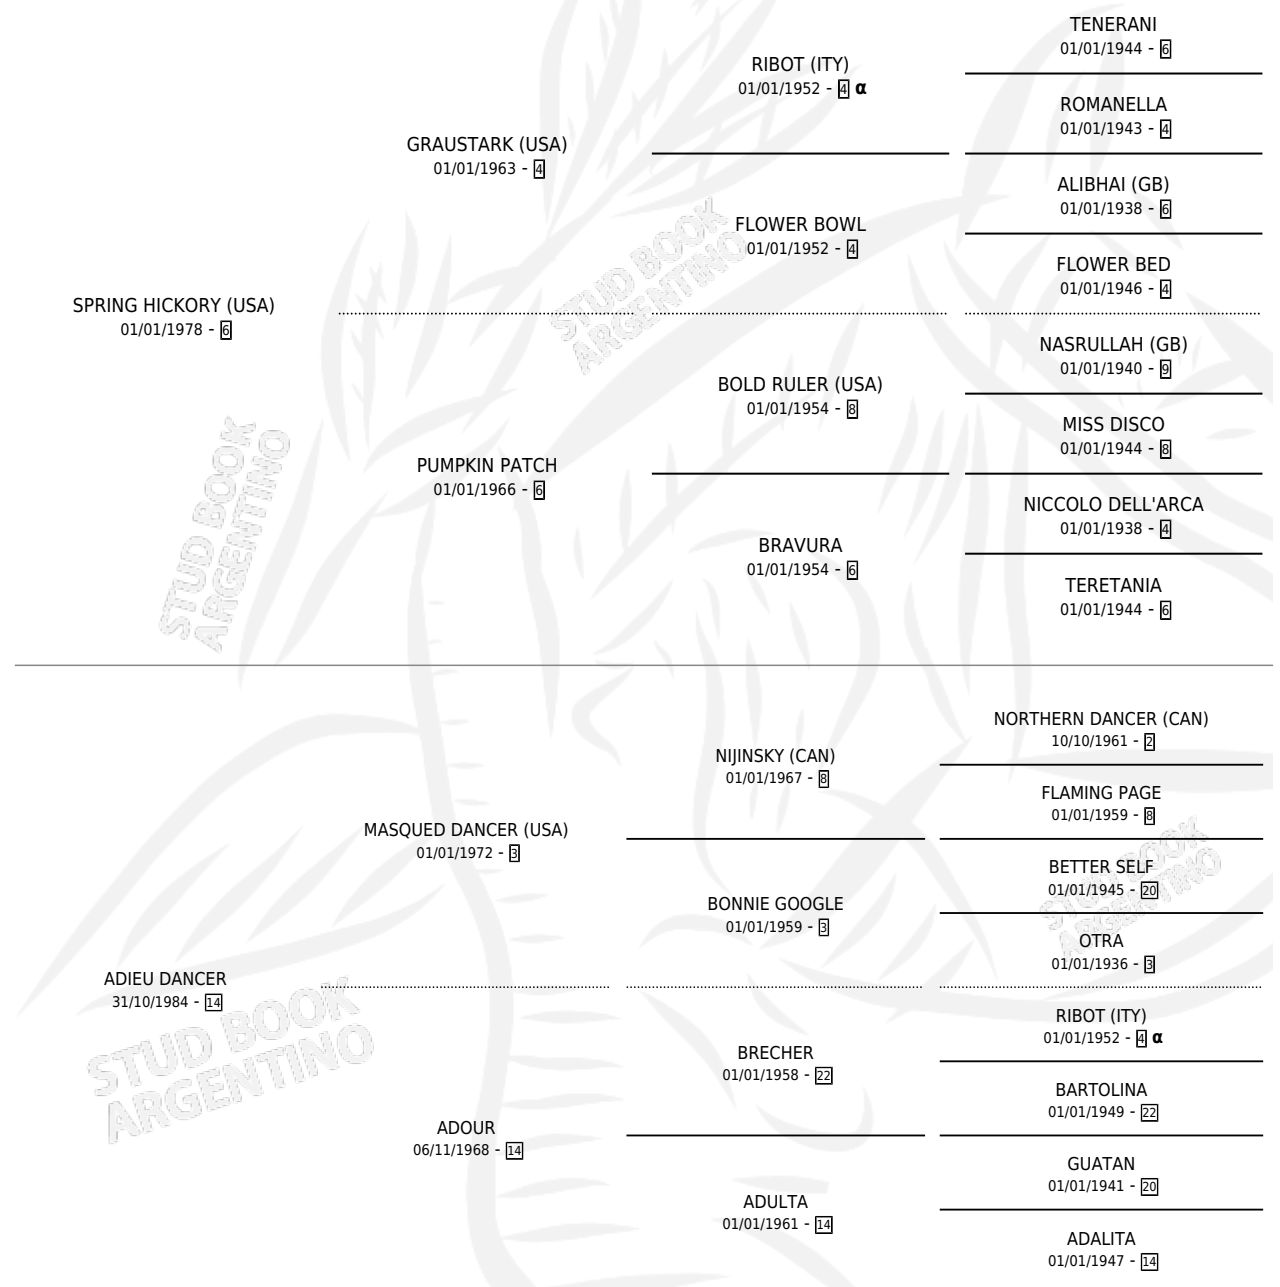 TENERANI
01/01/1944 - 6
RIBOT (ITY)
01/01/1952 - 4 α
ROMANELLA
01/01/1943 - 4
GRAUSTARK (USA)
01/01/1963 - 4
ALIBHAI (GB)
01/01/1938 - 6
FLOWER BOWL
01/01/1952 - 4
FLOWER BED
01/01/1946 - 4
SPRING HICKORY (USA)
01/01/1978 - 6
NASRULLAH (GB)
01/01/1940 - 9
BOLD RULER (USA)
01/01/1954 - 8
MISS DISCO
01/01/1944 - 8
PUMPKIN PATCH
01/01/1966 - 6
NICCOLO DELL'ARCA
01/01/1938 - 4
BRAVURA
01/01/1954 - 6
TERETANIA
01/01/1944 - 6
NORTHERN DANCER (CAN)
10/10/1961 - 2
NIJINSKY (CAN)
01/01/1967 - 8
FLAMING PAGE
01/01/1959 - 8
MASQUED DANCER (USA)
01/01/1972 - 3
BETTER SELF
01/01/1945 - 20
BONNIE GOOGLE
01/01/1959 - 3
OTRA
01/01/1936 - 3
ADIEU DANCER
31/10/1984 - 14
RIBOT (ITY)
01/01/1952 - 4 α
BRECHER
01/01/1958 - 22
BARTOLINA
01/01/1949 - 22
ADOUR
06/11/1968 - 14
GUATAN
01/01/1941 - 20
ADULTA
01/01/1961 - 14
ADALITA
01/01/1947 - 14
STUD BOOK
ARGENTINO
STUD BOOK
ARGENTINO
STUD BOOK
ARGENTINO
STUD BOOK
ARGENTINO